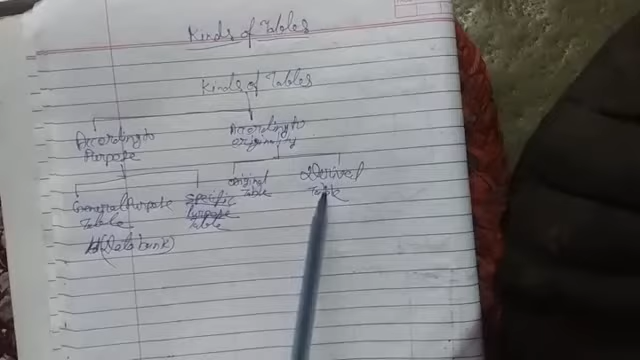 Kinds of Tables
Kinds of Tables
According to
Purpose
According to
originality
General Purpose
Table
(Data bank)
Specific
Purpose
Table
original
Table
Derived
Table